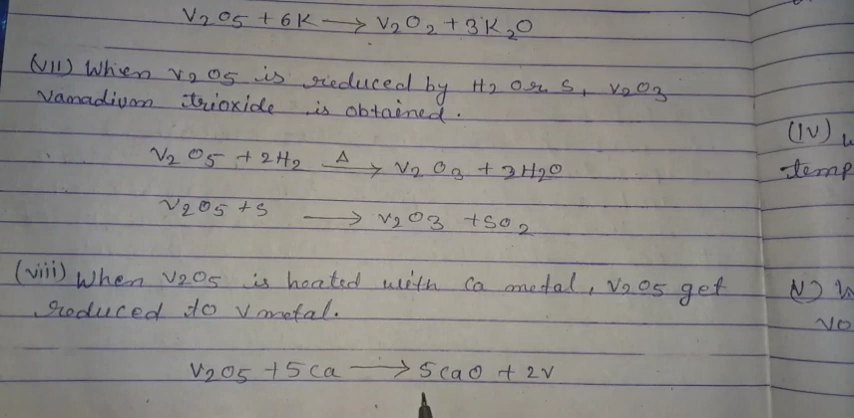 V2O5 + 6K → V2O2 + 3K2O
(vii) When V2O5 is reduced by H2 or S, V2O3
Vanadium trioxide is obtained.
V2O5 + 2H2 Δ→ V2O3 + 3H2O
V2O5 + S → V2O3 + SO2
(viii) When V2O5 is heated with Ca metal, V2O5 get
reduced to V metal.
V2O5 + 5Ca → 5CaO + 2V
(IV)
temp
V)
vo